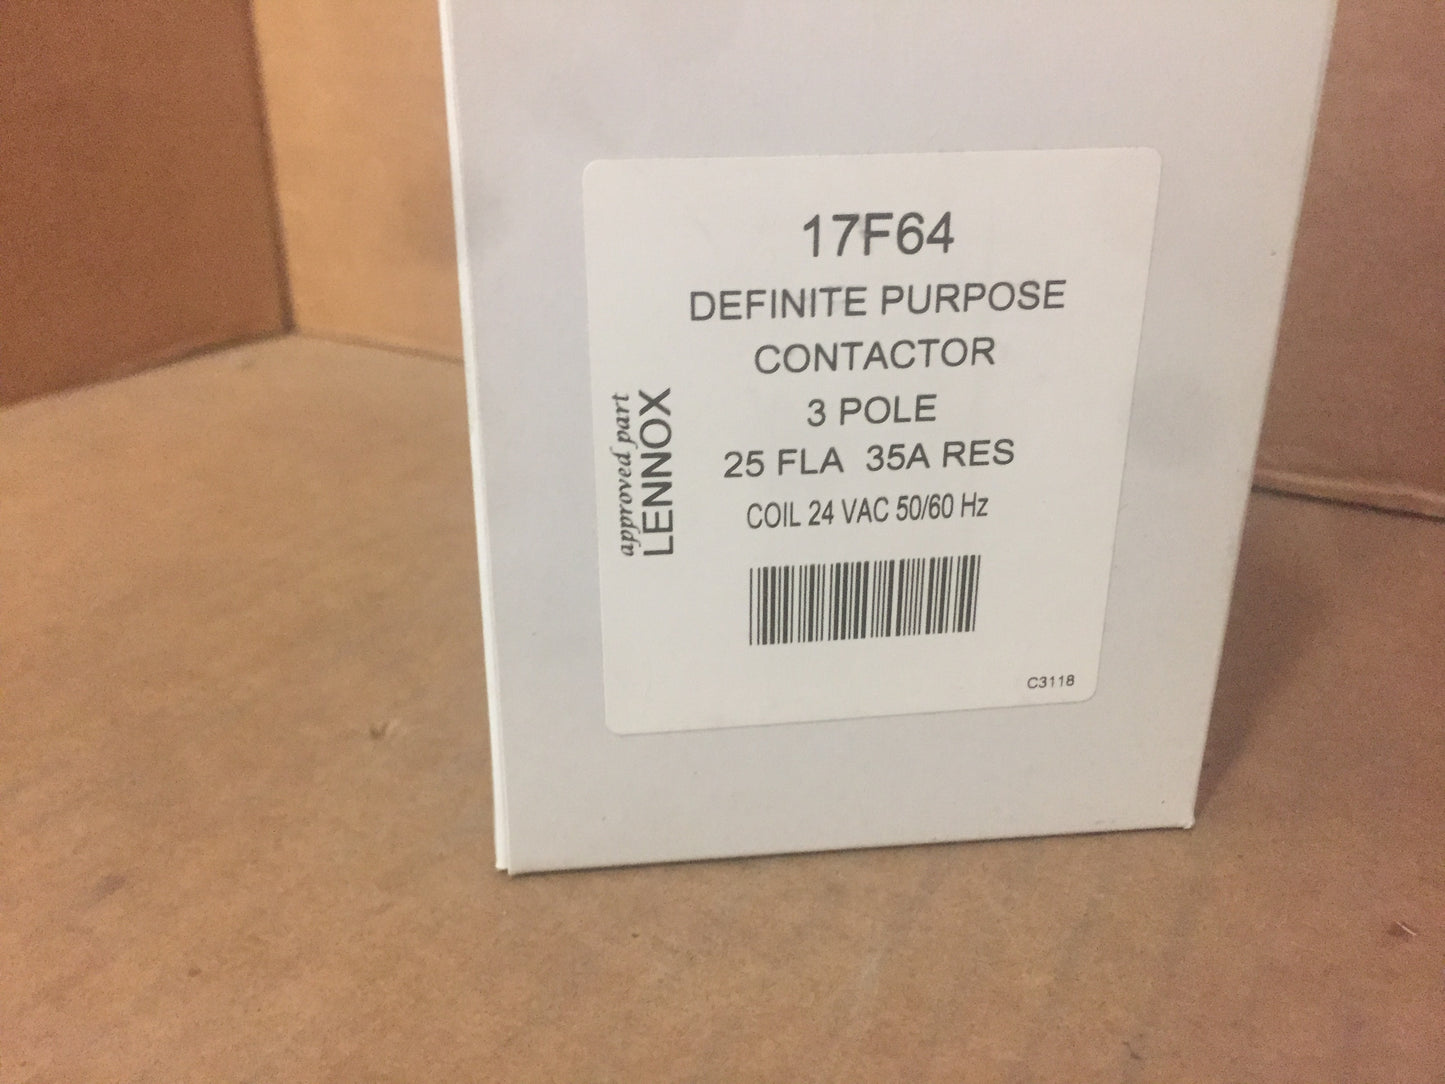 17F64
DEFINITE PURPOSE
CONTACTOR
3 POLE
25 FLA 35A RES
COIL 24 VAC 50/60 Hz
approved part
LENNOX
C3118